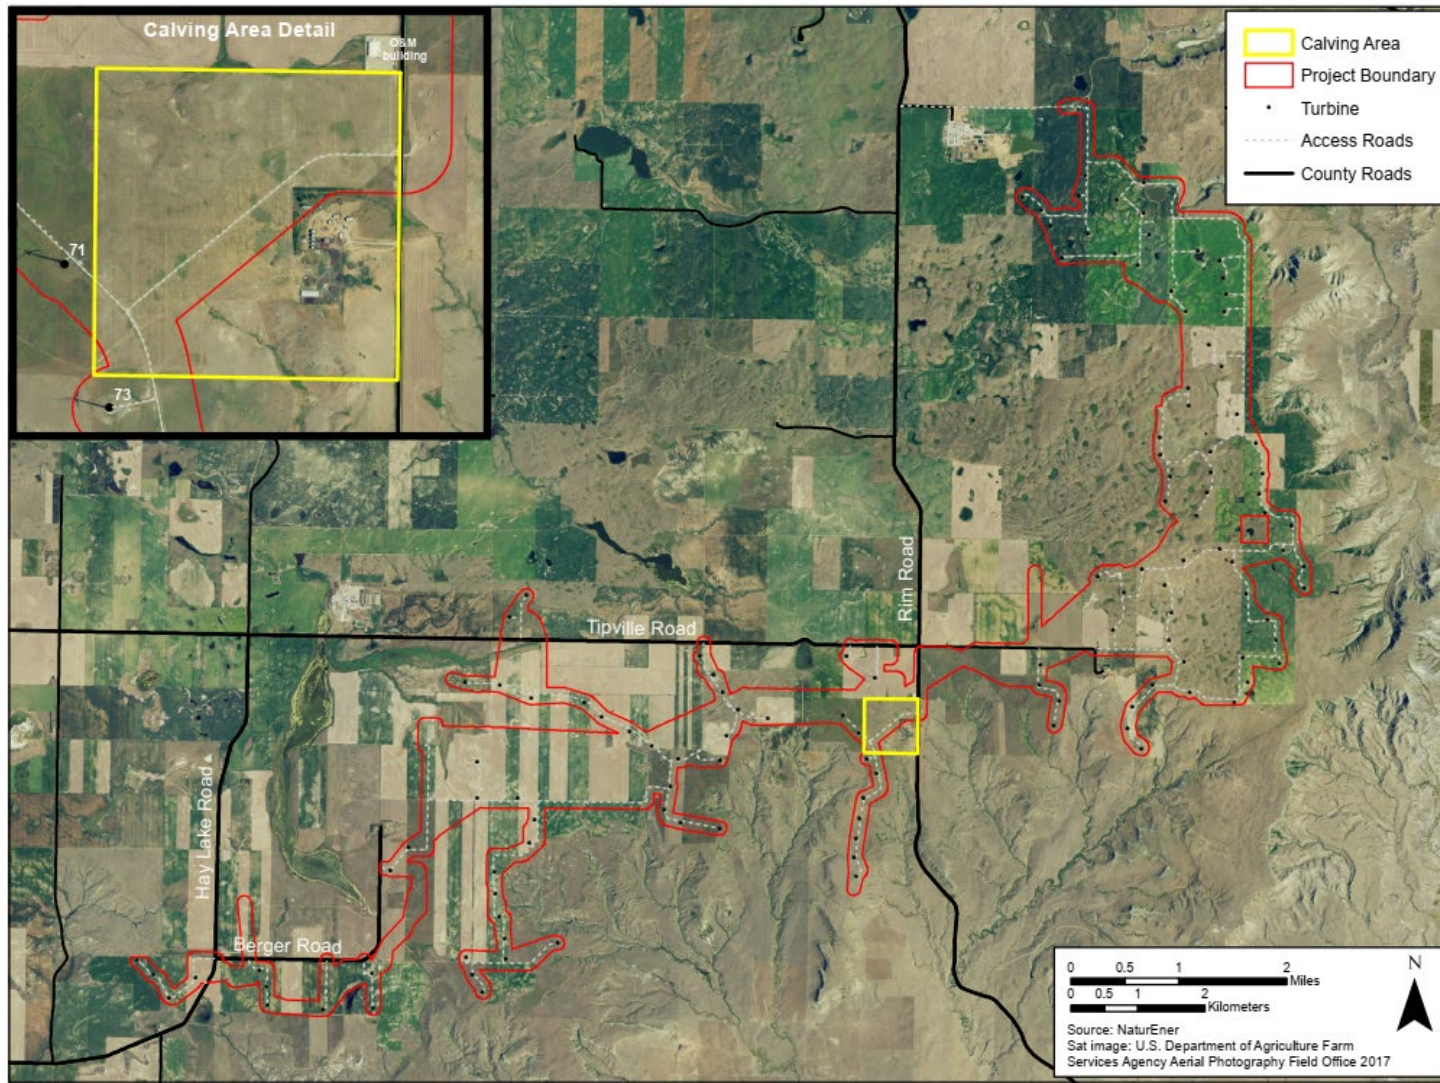 Calving Area Detail
O&M
building
71
73
Calving Area
Project Boundary
Turbine
Access Roads
County Roads
Rim Road
Tipville Road
Hay Lake Road
Berger Road
0 0.5 1 2
Miles
0 0.5 1 2
Kilometers
N
Source: NaturEner
Sat image: U.S. Department of Agriculture Farm
Services Agency Aerial Photography Field Office 2017